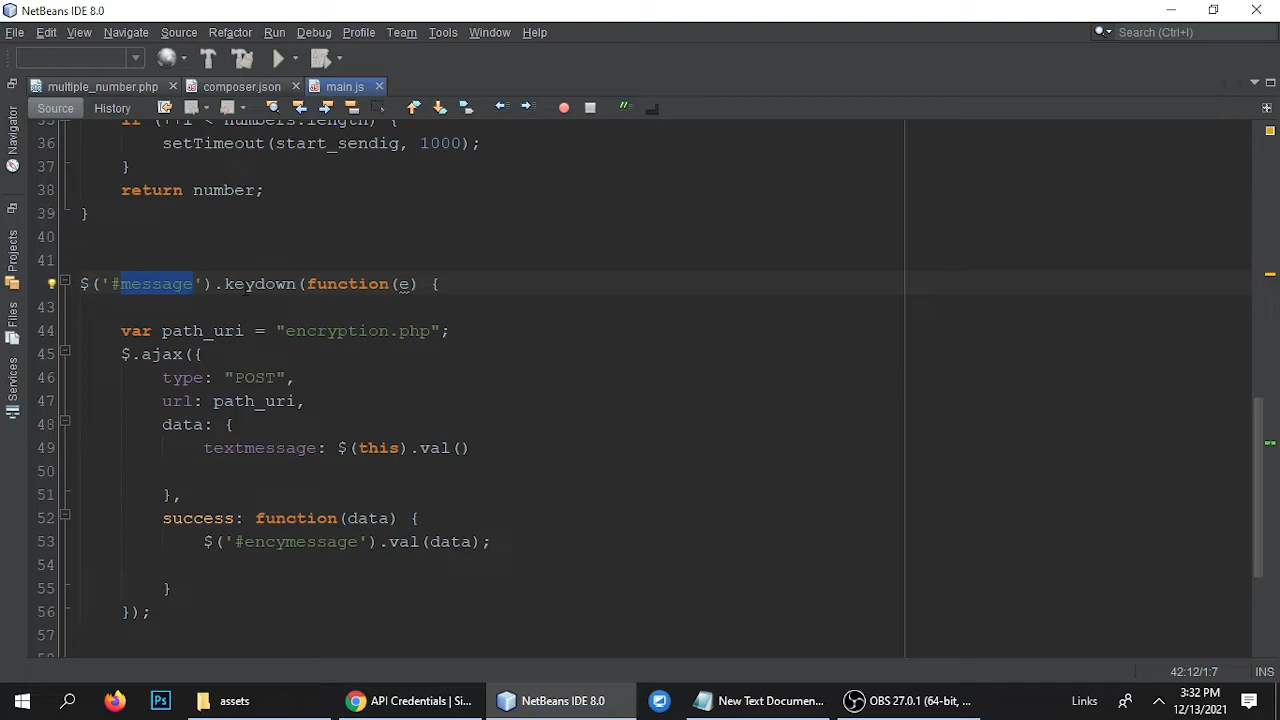 NetBeans IDE 8.0
File Edit View Navigate Source Refactor Run Debug Profile Team Tools Window Help
Search (Ctrl+I)
multiple_number.php composer.json main.js
Source History
Navigator
Projects
Files
Services
35 if (++i < numbers.length) {
36 setTimeout(start_sendig, 1000);
37 }
38 return number;
39 }
40
41
$('#message').keydown(function(e) {
43
44 var path_uri = "encryption.php";
45 $.ajax({
46 type: "POST",
47 url: path_uri,
48 data: {
49 textmessage: $(this).val()
50
51 },
52 success: function(data) {
53 $('#encymessage').val(data);
54
55 }
56 });
57
58
42:12/1:7 INS
assets
API Credentials | Si...
NetBeans IDE 8.0
New Text Documen...
OBS 27.0.1 (64-bit, ...
Links
3:32 PM
12/13/2021
Ps